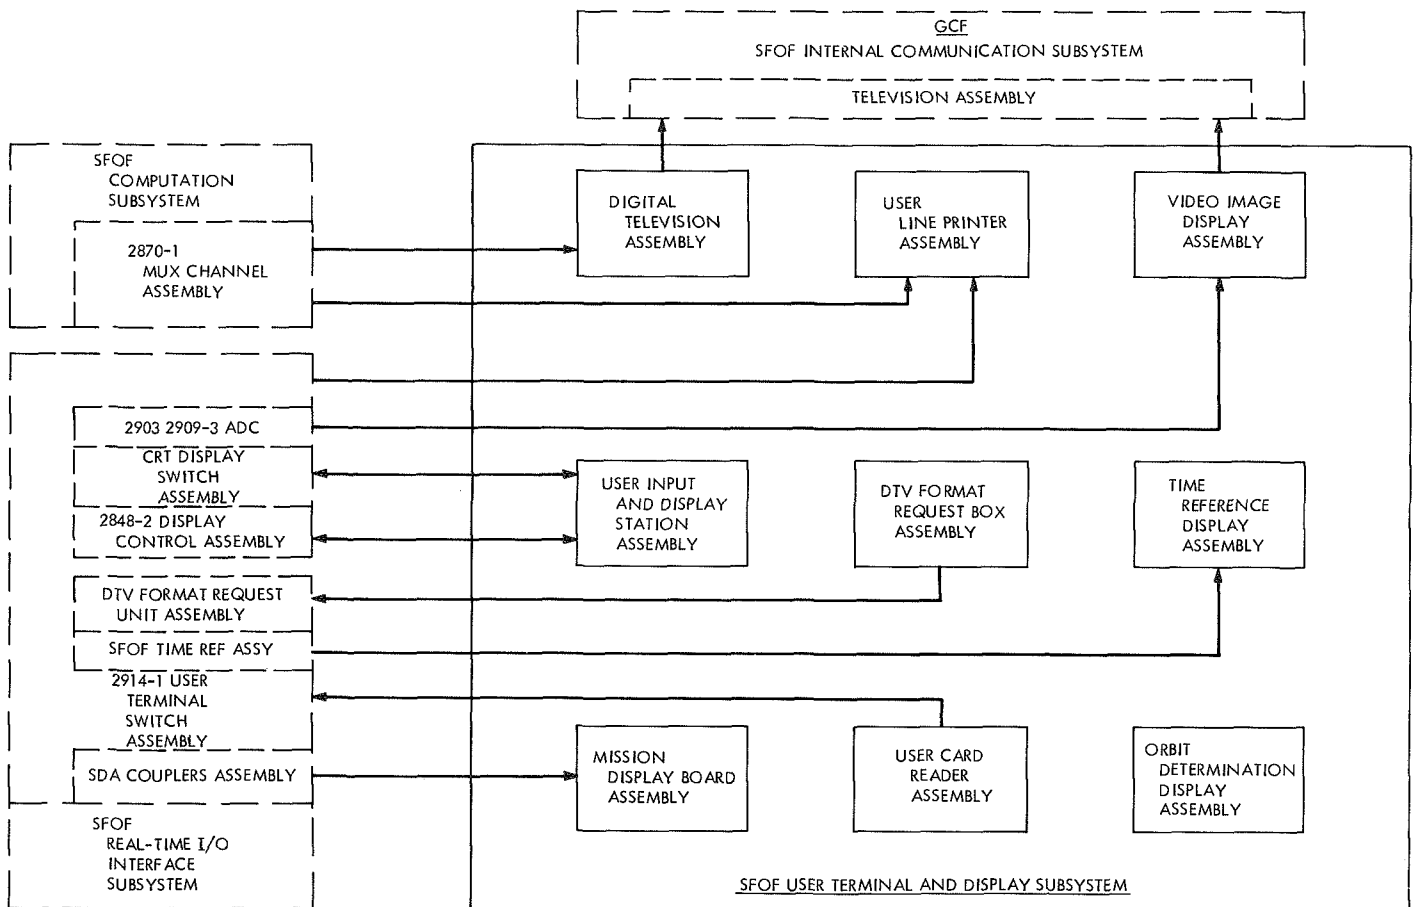 GCF
SFOF INTERNAL COMMUNICATION SUBSYSTEM
TELEVISION ASSEMBLY
SFOF
COMPUTATION
SUBSYSTEM
2870-1
MUX CHANNEL
ASSEMBLY
DIGITAL
TELEVISION
ASSEMBLY
USER
LINE PRINTER
ASSEMBLY
VIDEO IMAGE
DISPLAY
ASSEMBLY
2903 2909-3 ADC
CRT DISPLAY
SWITCH
ASSEMBLY
2848-2 DISPLAY
CONTROL ASSEMBLY
USER INPUT
AND DISPLAY
STATION
ASSEMBLY
DTV FORMAT
REQUEST BOX
ASSEMBLY
TIME
REFERENCE
DISPLAY
ASSEMBLY
DTV FORMAT REQUEST
UNIT ASSEMBLY
SFOF TIME REF ASSY
2914-1 USER
TERMINAL
SWITCH
ASSEMBLY
SDA COUPLERS ASSEMBLY
MISSION
DISPLAY BOARD
ASSEMBLY
USER CARD
READER
ASSEMBLY
ORBIT
DETERMINATION
DISPLAY
ASSEMBLY
SFOF
REAL-TIME I/O
INTERFACE
SUBSYSTEM
SFOF USER TERMINAL AND DISPLAY SUBSYSTEM